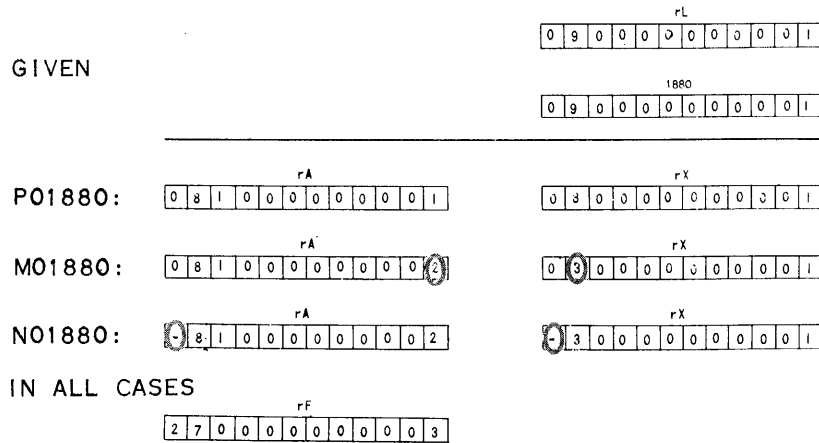 rL
0 9 0 0 0 0 0 0 0 0 0 1
GIVEN
1880
0 9 0 0 0 0 0 0 0 0 0 1
rA rX
P01880: 0 8 1 0 0 0 0 0 0 0 0 1 0 8 0 0 0 0 0 0 0 0 0 1
rA rX
M01880: 0 8 1 0 0 0 0 0 0 0 0 2 0 3 0 0 0 0 0 0 0 0 0 1
rA rX
N01880: - 8 1 0 0 0 0 0 0 0 0 2 - 3 0 0 0 0 0 0 0 0 0 1
IN ALL CASES
rF
2 7 0 0 0 0 0 0 0 0 0 3